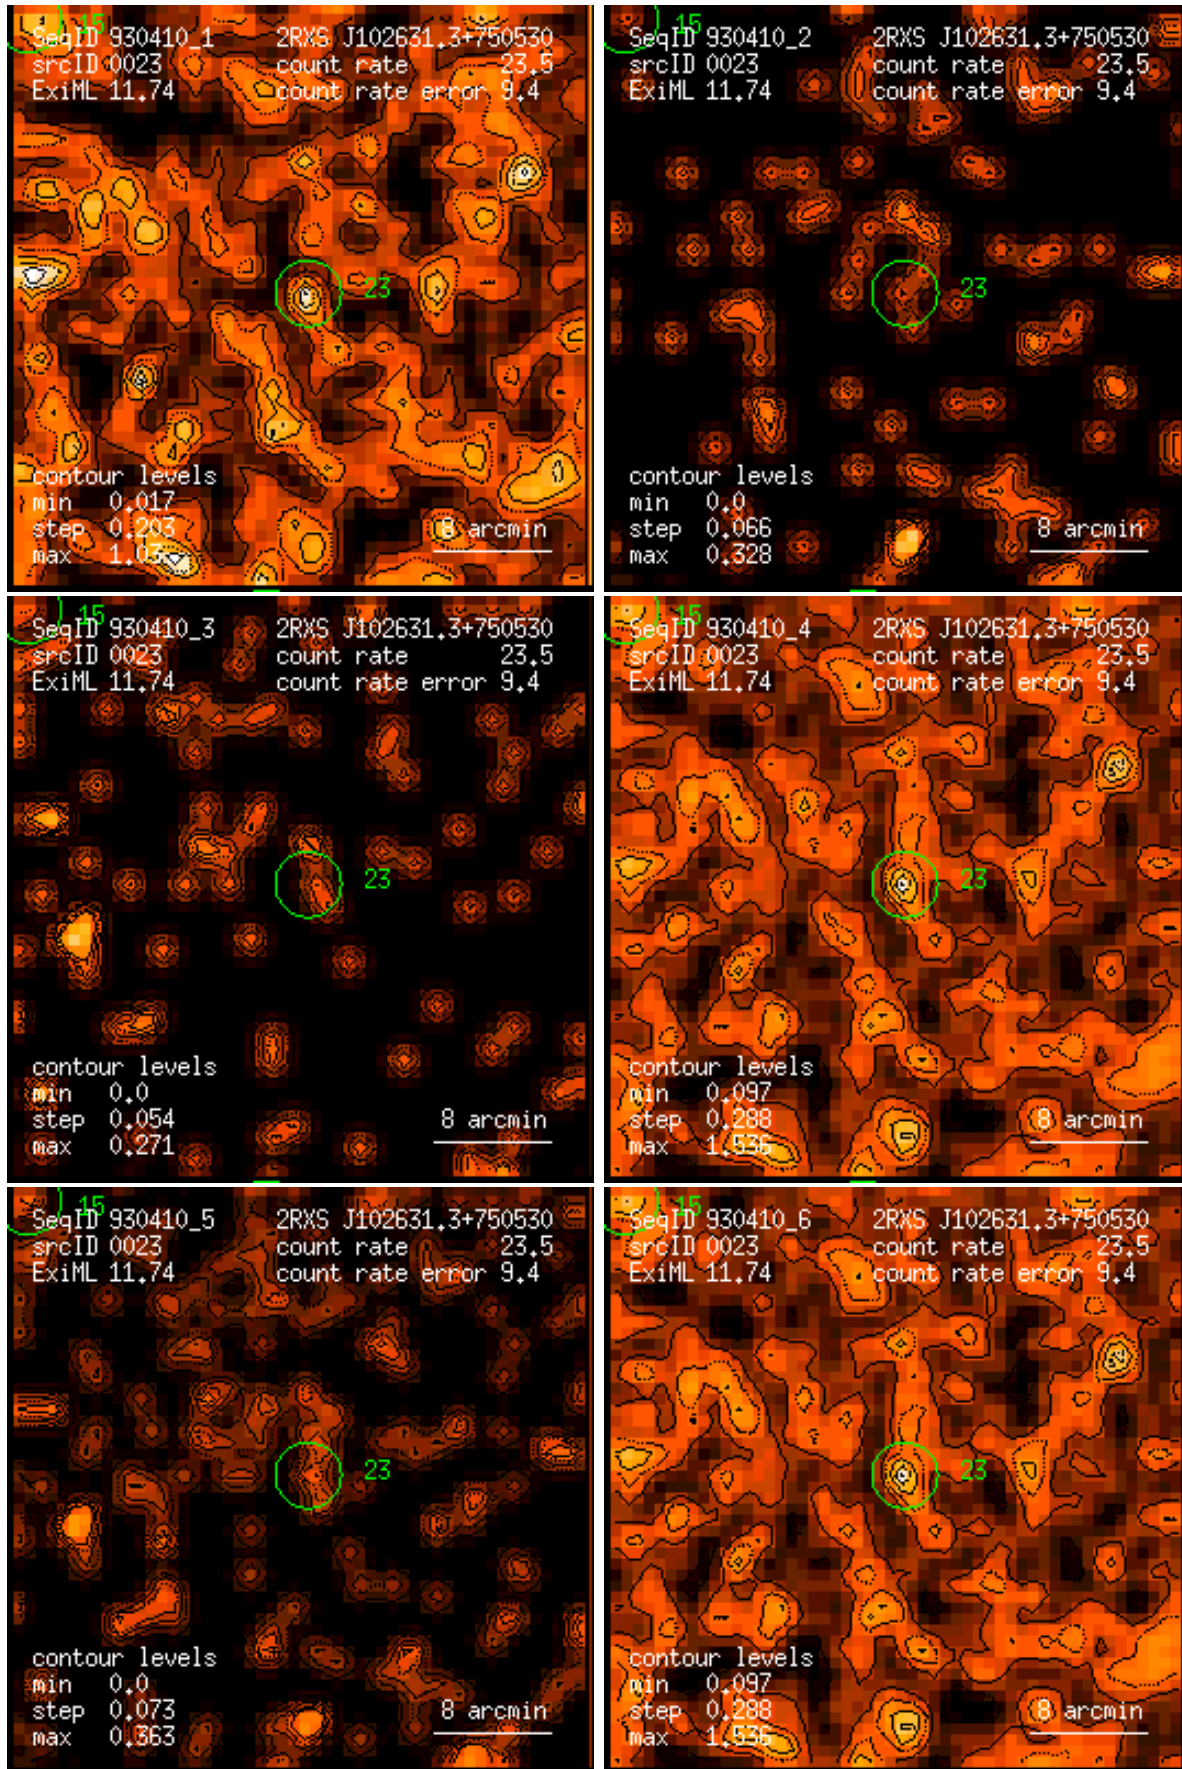 15
SeqID 930410_1 2RXS J102631.3+750530
srcID 0023 count rate 23.5
ExiML 11.74 count rate error 9.4
23
contour levels
min 0.017
step 0.203 8 arcmin
max 1.03
15
SeqID 930410_2 2RXS J102631.3+750530
srcID 0023 count rate 23.5
ExiML 11.74 count rate error 9.4
23
contour levels
min 0.0
step 0.066 8 arcmin
max 0.328
15
SeqID 930410_3 2RXS J102631.3+750530
srcID 0023 count rate 23.5
ExiML 11.74 count rate error 9.4
23
contour levels
min 0.0
step 0.054 8 arcmin
max 0.271
15
SeqID 930410_4 2RXS J102631.3+750530
srcID 0023 count rate 23.5
ExiML 11.74 count rate error 9.4
23
contour levels
min 0.097
step 0.288 8 arcmin
max 1.536
15
SeqID 930410_5 2RXS J102631.3+750530
srcID 0023 count rate 23.5
ExiML 11.74 count rate error 9.4
23
contour levels
min 0.0
step 0.073 8 arcmin
max 0.363
15
SeqID 930410_6 2RXS J102631.3+750530
srcID 0023 count rate 23.5
ExiML 11.74 count rate error 9.4
23
contour levels
min 0.097
step 0.288 8 arcmin
max 1.536